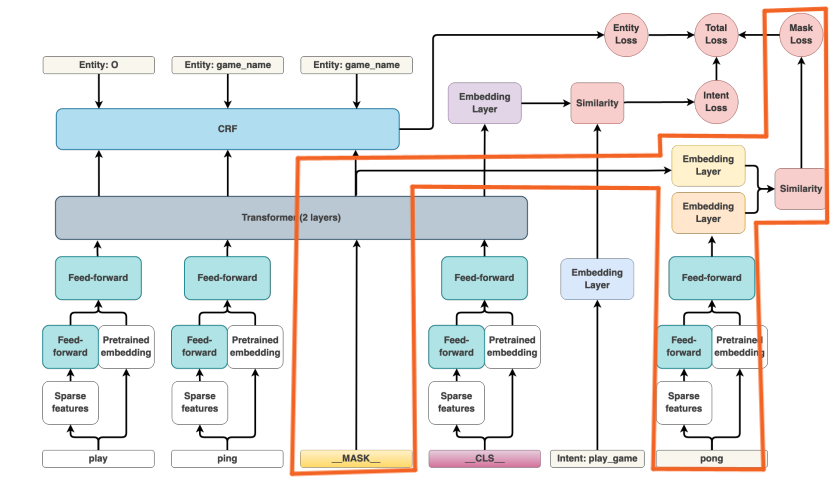 Entity
Loss
Total
Loss
Mask
Loss
Entity: O
Entity: game_name
Entity: game_name
Embedding
Layer
Similarity
Intent
Loss
CRF
Embedding
Layer
Similarity
Embedding
Layer
Transformer (2 layers)
Feed-forward
Feed-forward
Feed-forward
Embedding
Layer
Feed-forward
Feed-
forward
Pretrained
embedding
Feed-
forward
Pretrained
embedding
Feed-
forward
Pretrained
embedding
Feed-
forward
Pretrained
embedding
Sparse
features
Sparse
features
Sparse
features
Sparse
features
play
ping
__MASK__
__CLS__
Intent: play_game
pong